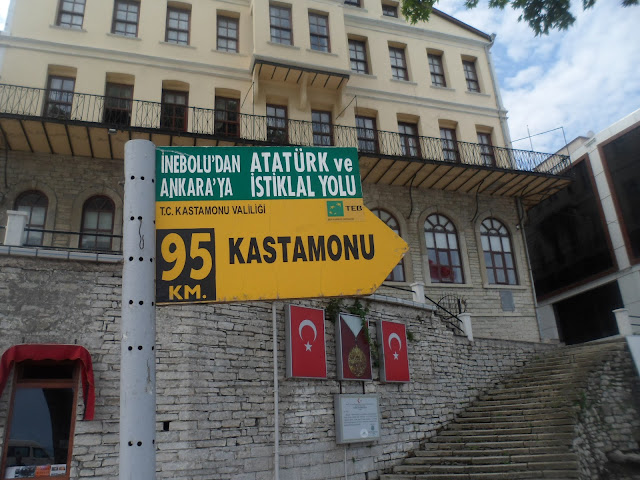 İNEBOLU'DAN ATATÜRK ve
ANKARA'YA İSTİKLAL YOLU
T.C. KASTAMONU VALİLİĞİ TEB
95 KASTAMONU
KM.